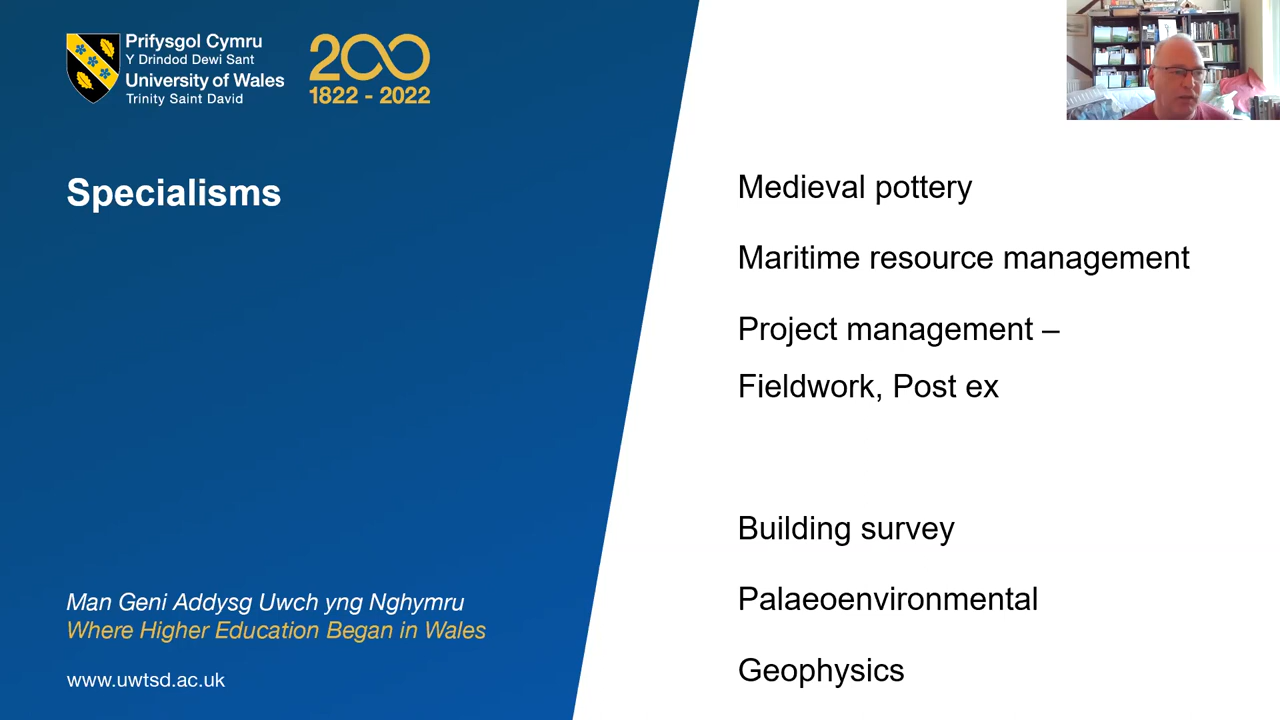 Prifysgol Cymru
Y Drindod Dewi Sant
University of Wales
Trinity Saint David
200
1822 - 2022
Specialisms
Medieval pottery
Maritime resource management
Project management –
Fieldwork, Post ex
Building survey
Palaeoenvironmental
Geophysics
Man Geni Addysg Uwch yng Nghymru
Where Higher Education Began in Wales
www.uwtsd.ac.uk